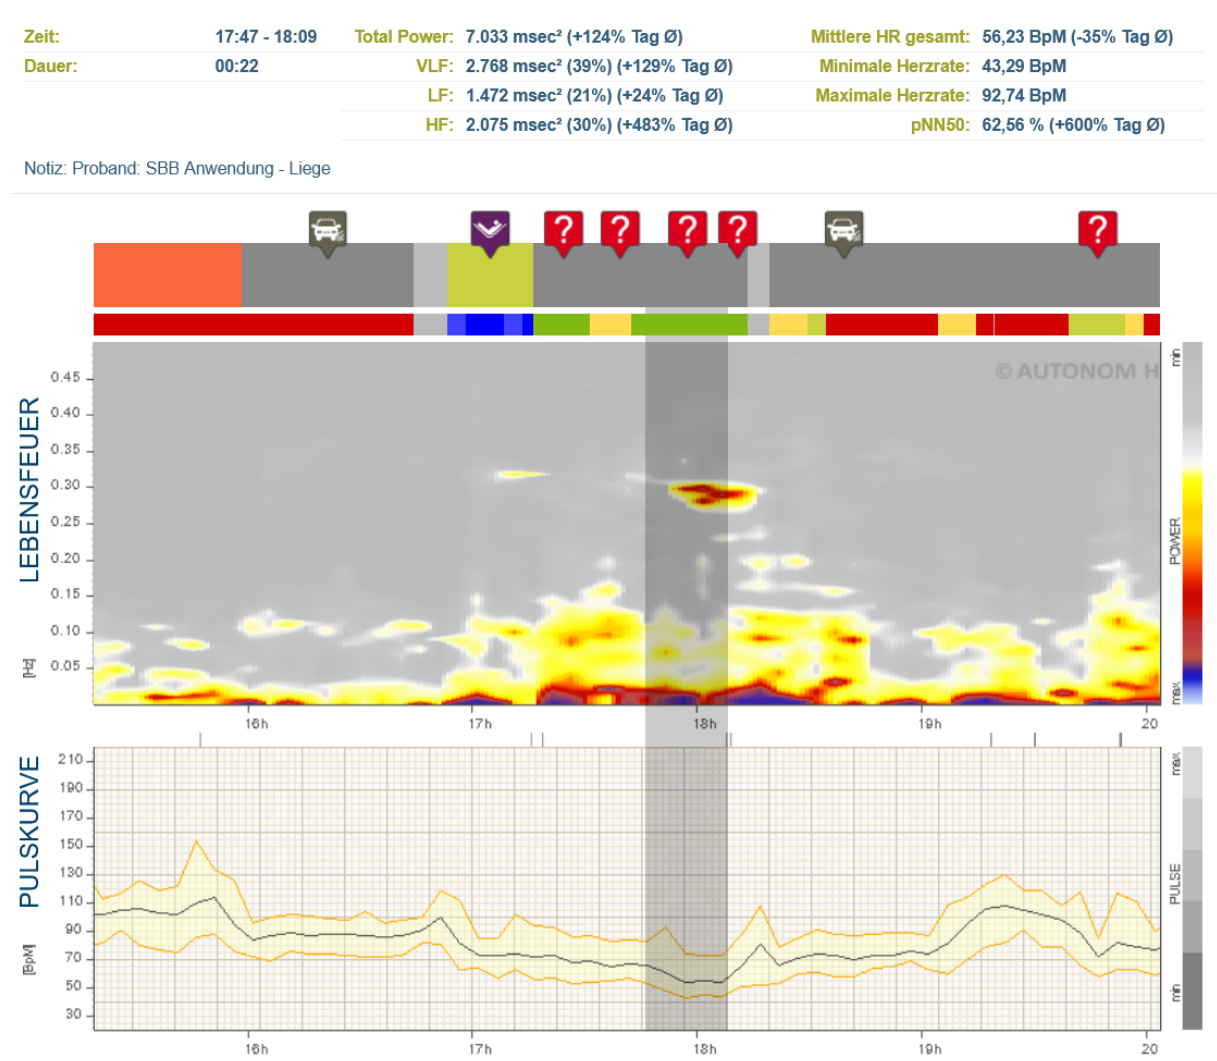 Zeit: 17:47 - 18:09 Total Power: 7.033 msec² (+124% Tag Ø) Mittlere HR gesamt: 56,23 BpM (-35% Tag Ø)
Dauer: 00:22 VLF: 2.768 msec² (39%) (+129% Tag Ø) Minimale Herzrate: 43,29 BpM
LF: 1.472 msec² (21%) (+24% Tag Ø) Maximale Herzrate: 92,74 BpM
HF: 2.075 msec² (30%) (+483% Tag Ø) pNN50: 62,56 % (+600% Tag Ø)
Notiz: Proband: SBB Anwendung - Liege
? ? ? ? ?
© AUTONOM H
LEBENSFEUER
[Hz]
0.45
0.40
0.35
0.30
0.25
0.20
0.15
0.10
0.05
16h 17h 18h 19h 20
min
POWER
max
PULSKURVE
[BpM]
210
190
170
150
130
110
90
70
50
30
16h 17h 18h 19h 20
max
PULSE
min